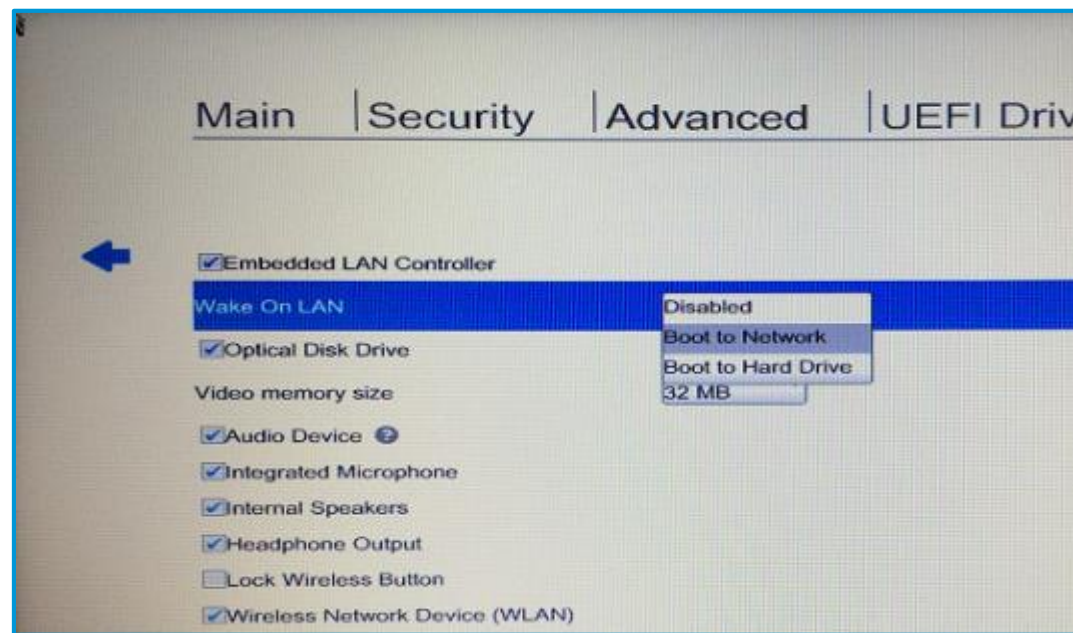 Main Security Advanced UEFI Driv
Embedded LAN Controller
Wake On LAN Disabled
Boot to Network
Optical Disk Drive
Boot to Hard Drive
Video memory size 32 MB
Audio Device ?
Integrated Microphone
Internal Speakers
Headphone Output
Lock Wireless Button
Wireless Network Device (WLAN)